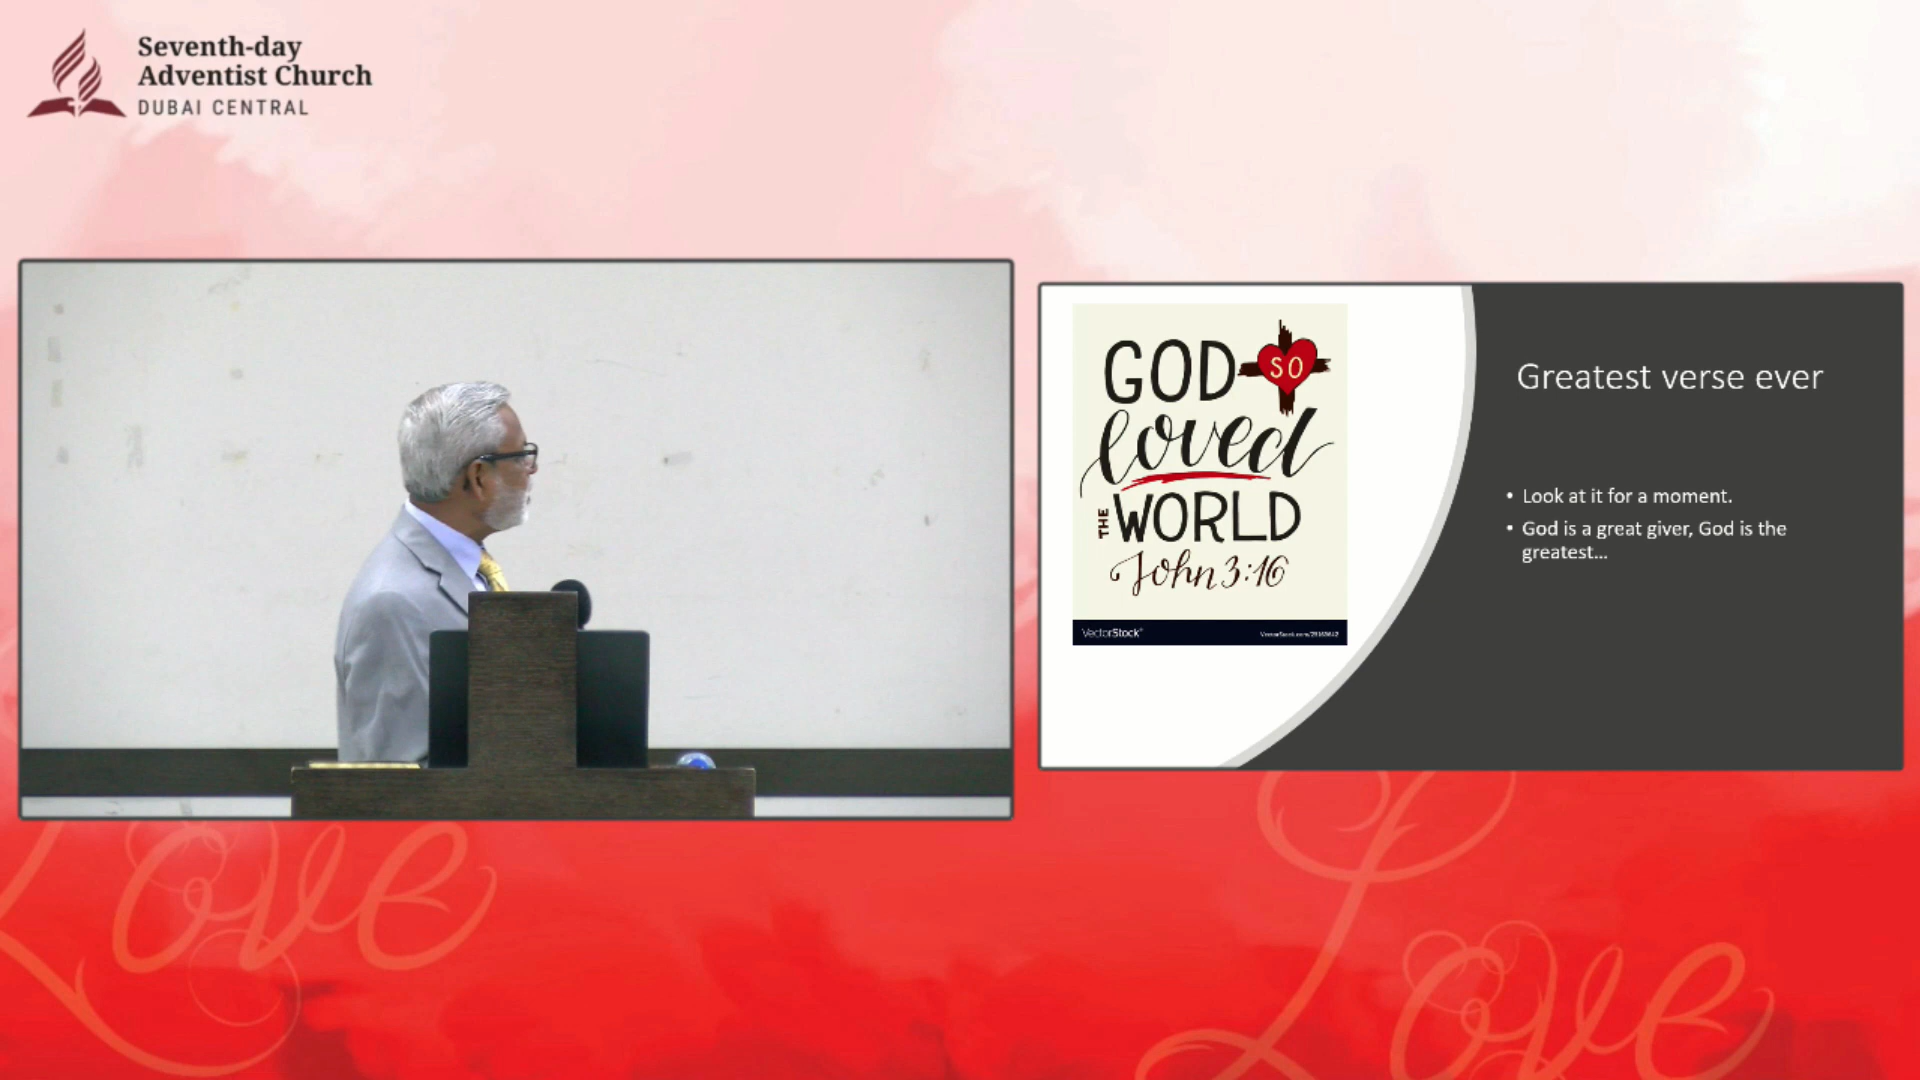 Seventh-day
Adventist Church
DUBAI CENTRAL
GOD SO
loved
THE WORLD
John 3:16
VectorStock®
Greatest verse ever
• Look at it for a moment.
• God is a great giver, God is the
greatest...
Love
Love